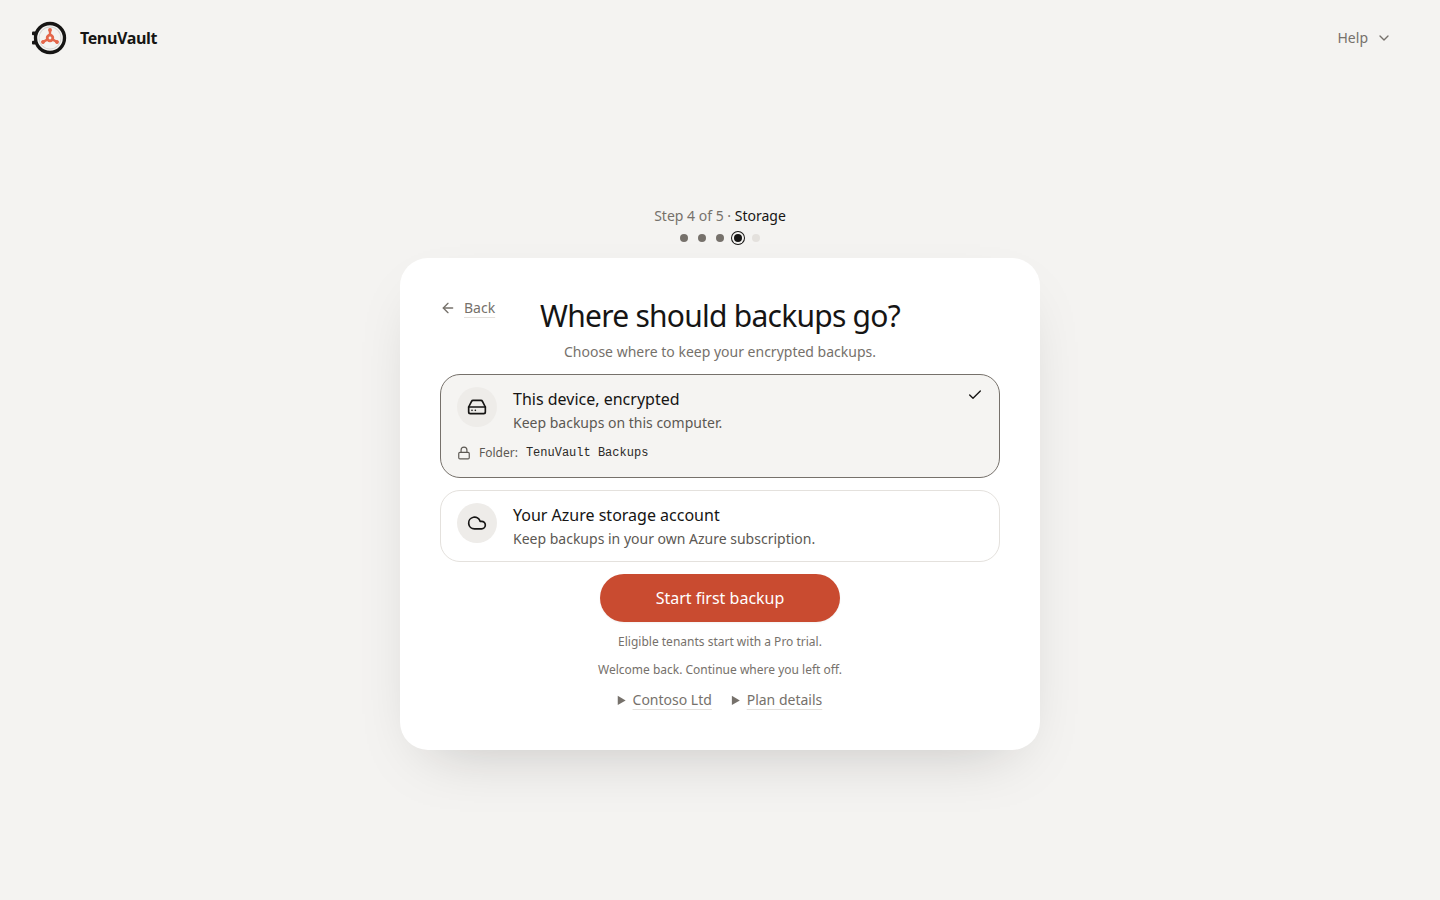 TenuVault
Help
Step 4 of 5 · Storage
Back
Where should backups go?
Choose where to keep your encrypted backups.
This device, encrypted
Keep backups on this computer.
Folder: TenuVault Backups
Your Azure storage account
Keep backups in your own Azure subscription.
Start first backup
Eligible tenants start with a Pro trial.
Welcome back. Continue where you left off.
Contoso Ltd Plan details